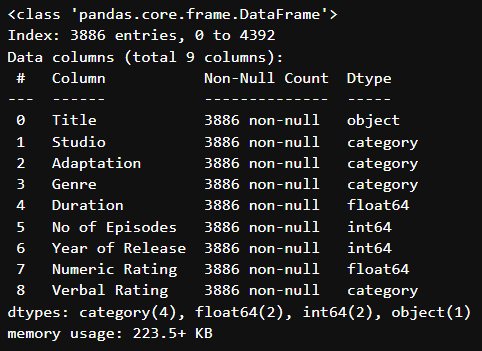 <class 'pandas.core.frame.DataFrame'>
Index: 3886 entries, 0 to 4392
Data columns (total 9 columns):
 #   Column           Non-Null Count  Dtype
---  ------           --------------  -----
 0   Title            3886 non-null   object
 1   Studio           3886 non-null   category
 2   Adaptation       3886 non-null   category
 3   Genre            3886 non-null   category
 4   Duration         3886 non-null   float64
 5   No of Episodes   3886 non-null   int64
 6   Year of Release  3886 non-null   int64
 7   Numeric Rating   3886 non-null   float64
 8   Verbal Rating    3886 non-null   category
dtypes: category(4), float64(2), int64(2), object(1)
memory usage: 223.5+ KB